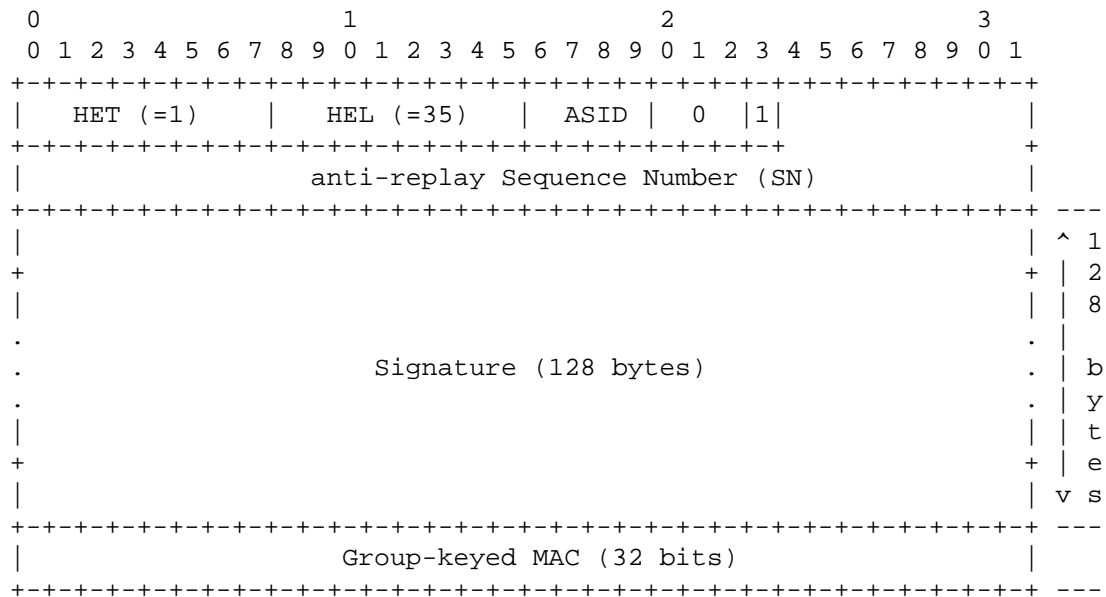 0                   1                   2                   3
 0 1 2 3 4 5 6 7 8 9 0 1 2 3 4 5 6 7 8 9 0 1 2 3 4 5 6 7 8 9 0 1
+-+-+-+-+-+-+-+-+-+-+-+-+-+-+-+-+-+-+-+-+-+-+-+-+-+-+-+-+-+-+-+-+
|   HET (=1)    |   HEL (=35)   |  ASID |  0  |1|               |
+-+-+-+-+-+-+-+-+-+-+-+-+-+-+-+-+-+-+-+-+-+-+-+-+               +
|                  anti-replay Sequence Number (SN)             |
+-+-+-+-+-+-+-+-+-+-+-+-+-+-+-+-+-+-+-+-+-+-+-+-+-+-+-+-+-+-+-+-+ ---
|                                                               | ^ 1
+                                                               + | 2
|                                                               | | 8
.                                                               . |
.                      Signature (128 bytes)                    . | b
.                                                               . | y
|                                                               | | t
+                                                               + | e
|                                                               | v s
+-+-+-+-+-+-+-+-+-+-+-+-+-+-+-+-+-+-+-+-+-+-+-+-+-+-+-+-+-+-+-+-+ ---
|                    Group-keyed MAC (32 bits)                  |
+-+-+-+-+-+-+-+-+-+-+-+-+-+-+-+-+-+-+-+-+-+-+-+-+-+-+-+-+-+-+-+-+ ---